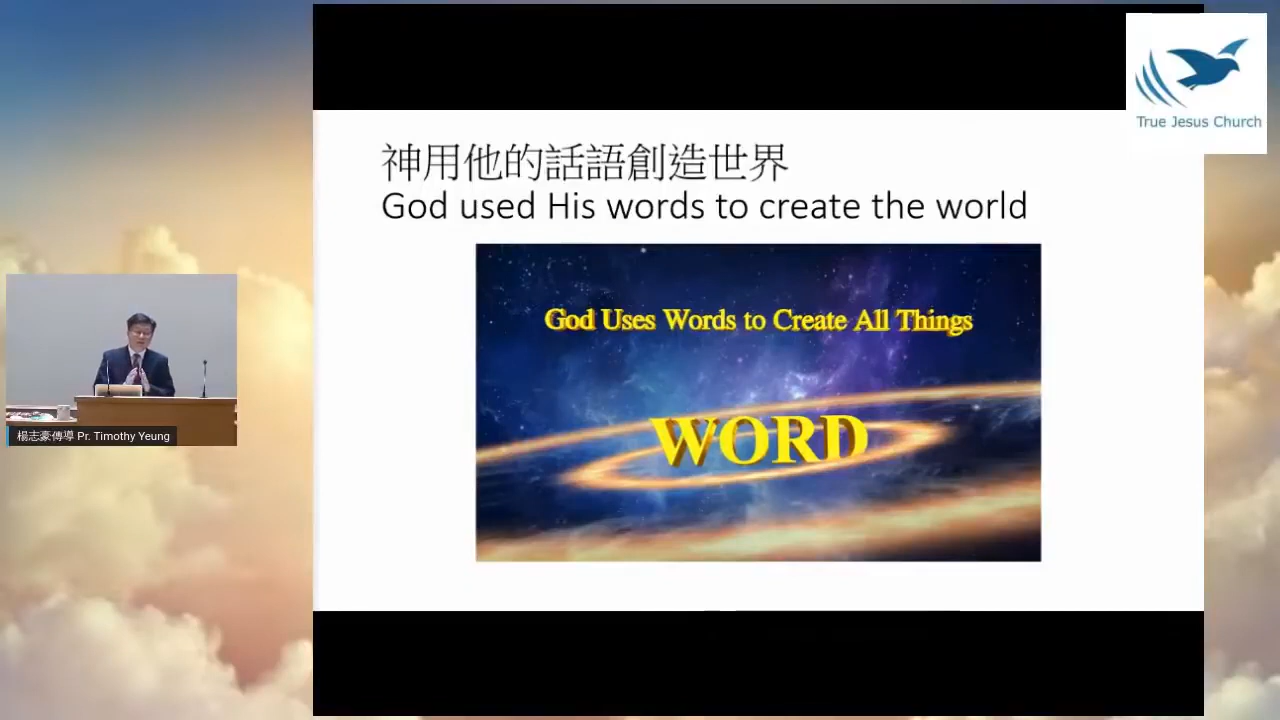 True Jesus Church
神用他的話語創造世界
God used His words to create the world
God Uses Words to Create All Things
WORD
楊志豪傳導 Pr. Timothy Yeung